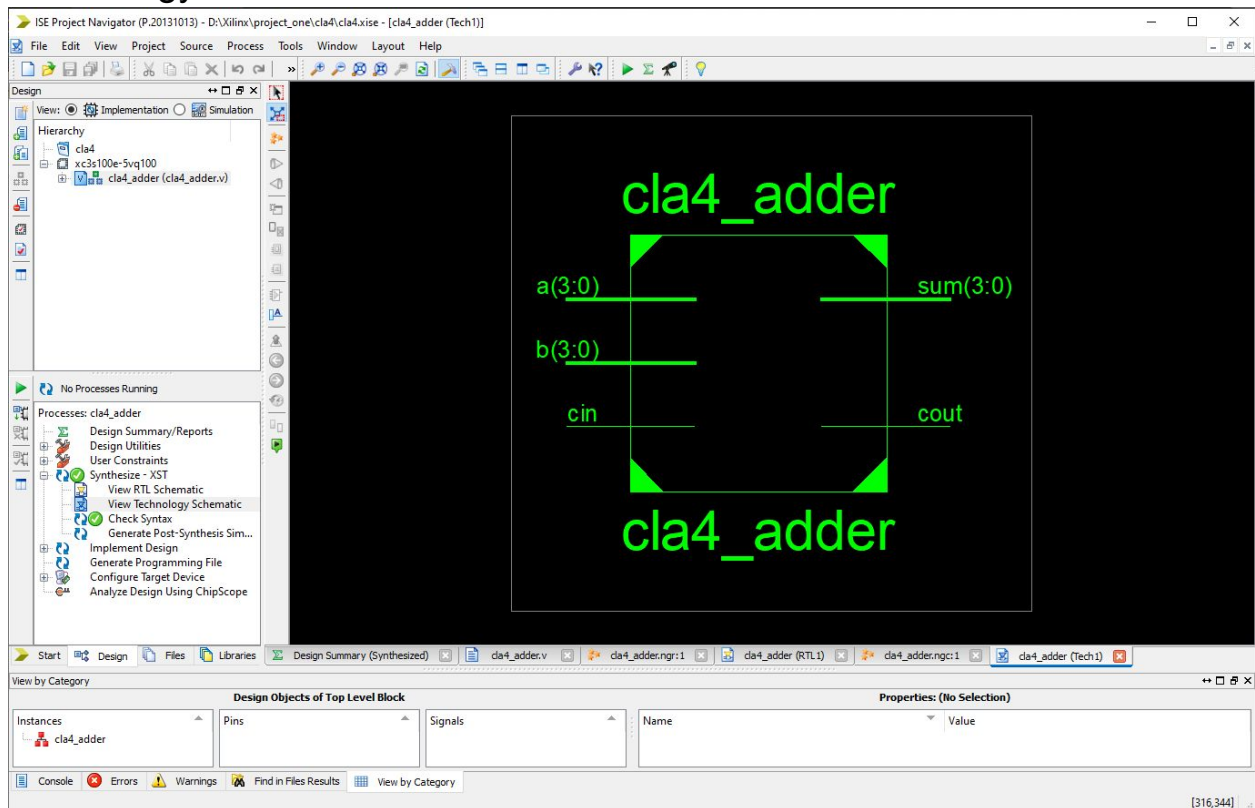 gy
ISE Project Navigator (P.20131013) - D:\Xilinx\project_one\cla4\cla4.xise - [cla4_adder (Tech1)]
File Edit View Project Source Process Tools Window Layout Help
Design
View: Implementation Simulation
Hierarchy
cla4
xc3s100e-5vq100
cla4_adder (cla4_adder.v)
No Processes Running
Processes: cla4_adder
Design Summary/Reports
Design Utilities
User Constraints
Synthesize - XST
View RTL Schematic
View Technology Schematic
Check Syntax
Generate Post-Synthesis Sim...
Implement Design
Generate Programming File
Configure Target Device
Analyze Design Using ChipScope
cla4_adder
a(3:0) sum(3:0)
b(3:0)
cin cout
cla4_adder
Start Design Files Libraries
Design Summary (Synthesized) cla4_adder.v cla4_adder.ngr:1 cla4_adder (RTL1) cla4_adder.ngc:1 cla4_adder (Tech1)
View by Category
Design Objects of Top Level Block Properties: (No Selection)
Instances Pins Signals Name Value
cla4_adder
Console Errors Warnings Find in Files Results View by Category
[316,344]